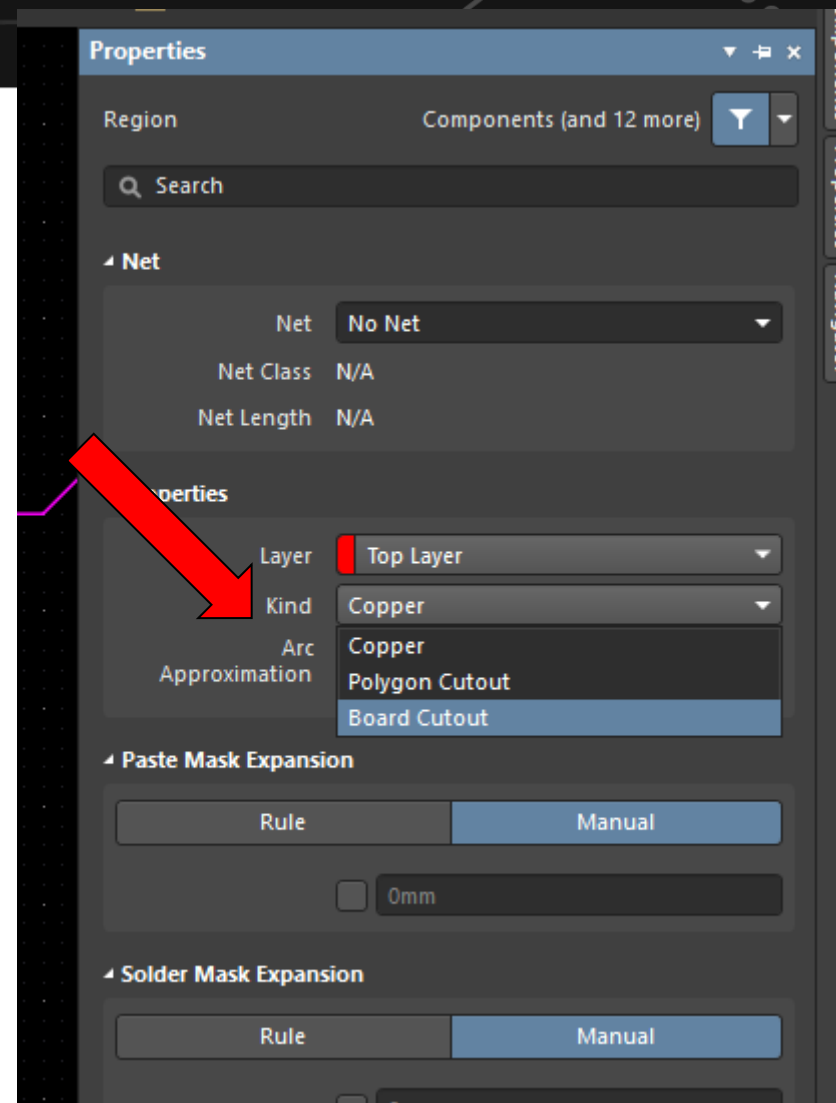 Properties
Region Components (and 12 more)
Search
Net
Net No Net
Net Class N/A
Net Length N/A
operties
Layer Top Layer
Kind Copper
Arc Approximation
Copper
Polygon Cutout
Board Cutout
Paste Mask Expansion
Rule Manual
0mm
Solder Mask Expansion
Rule Manual